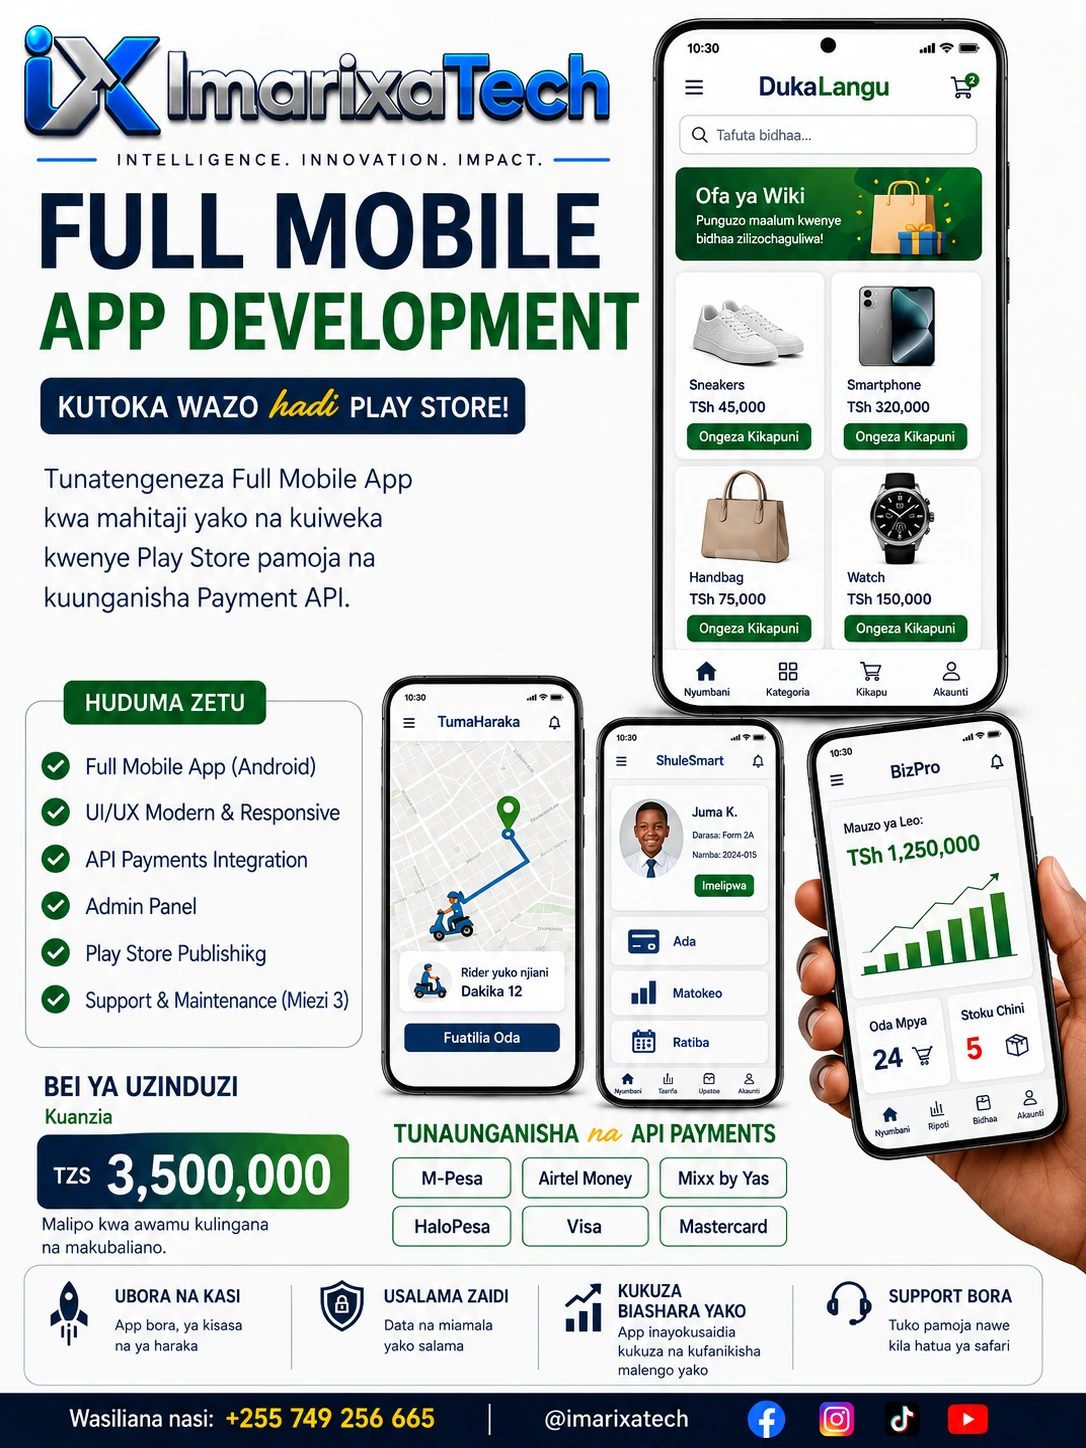 iX ImarixaTech
INTELLIGENCE. INNOVATION. IMPACT.
FULL MOBILE
APP DEVELOPMENT
KUTOKA WAZO hadi PLAY STORE!
Tunatengeneza Full Mobile App
kwa mahitaji yako na kuiweka
kwenye Play Store pamoja na
kuunganisha Payment API.
10:30
DukaLangu
2
Tafuta bidhaa...
Ofa ya Wiki
Punguzo maalum kwenye
bidhaa zilizochaguliwa!
Sneakers
TSh 45,000
Ongeza Kikapuni
Smartphone
TSh 320,000
Ongeza Kikapuni
Handbag
TSh 75,000
Ongeza Kikapuni
Watch
TSh 150,000
Ongeza Kikapuni
Nyumbani
Kategoria
Kikapu
Akaunti
HUDUMA ZETU
Full Mobile App (Android)
UI/UX Modern & Responsive
API Payments Integration
Admin Panel
Play Store Publishikg
Support & Maintenance (Miezi 3)
10:30
TumaHaraka
Rider yuko njiani
Dakika 12
Fuatilia Oda
10:30
ShuleSmart
Juma K.
Darasa: Form 2A
Namba: 2024-015
Imelipwa
Ada
Matokeo
Ratiba
Nyumbani
Akaunti
10:30
BizPro
Mauzo ya Leo:
TSh 1,250,000
Oda Mpya
24
Stoku Chini
5
Nyumbani
Ripoti
Bidhaa
Akaunti
BEI YA UZINDUZI
Kuanzia
TZS 3,500,000
Malipo kwa awamu kulingana
na makubaliano.
TUNAUNGANISHA na API PAYMENTS
M-Pesa
Airtel Money
Mixx by Yas
HaloPesa
Visa
Mastercard
UBORA NA KASI
App bora, ya kisasa
na ya haraka
USALAMA ZAIDI
Data na miamala
yako salama
KUKUZA
BIASHARA YAKO
App inayokusaidia
kukuza na kufanikisha
malengo yako
SUPPORT BORA
Tuko pamoja nawe
kila hatua ya safari
Wasiliana nasi: +255 749 256 665
@imarixatech